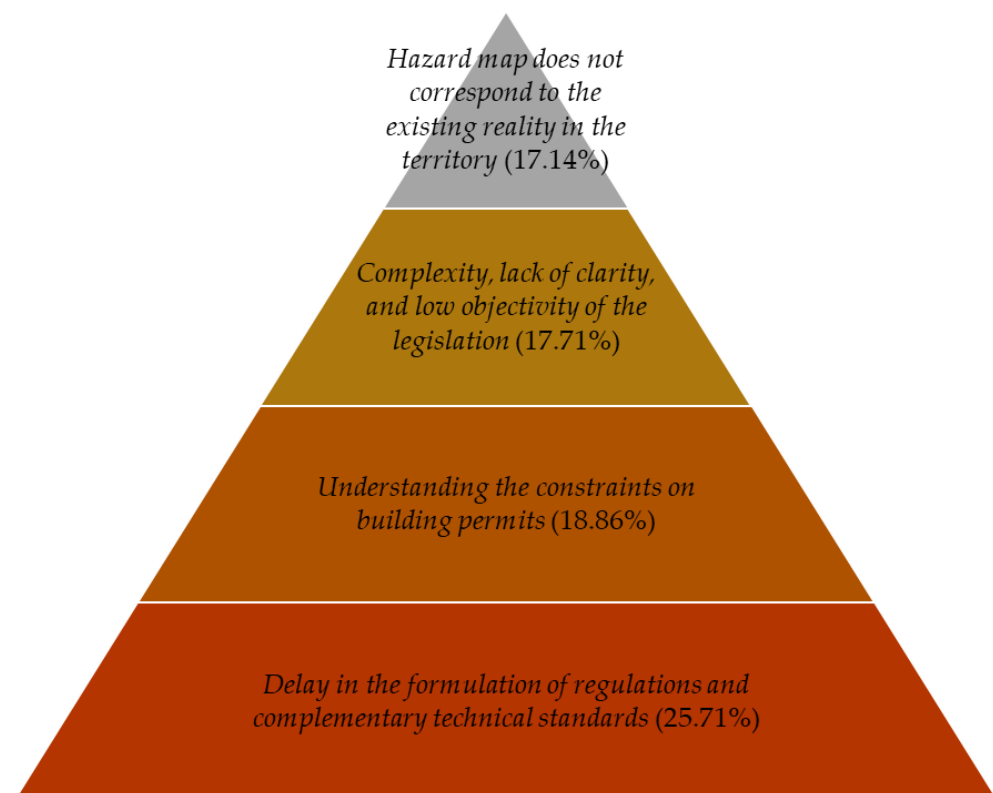 Hazard map does not
correspond to the
existing reality in the
territory (17.14%)
Complexity, lack of clarity,
and low objectivity of the
legislation (17.71%)
Understanding the constraints on
building permits (18.86%)
Delay in the formulation of regulations and
complementary technical standards (25.71%)